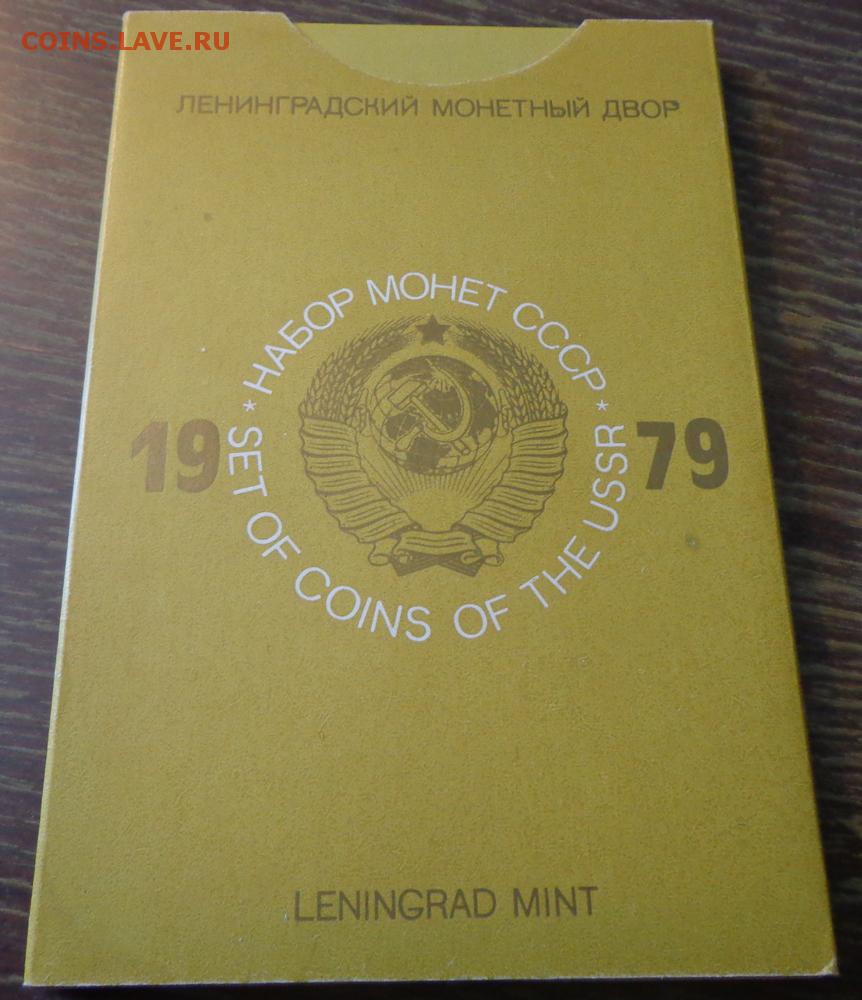 COINS.LAVE.RU
ЛЕНИНГРАДСКИЙ МОНЕТНЫЙ ДВОР
* НАБОР МОНЕТ СССР *
19 79
SET OF COINS OF THE USSR
LENINGRAD MINT